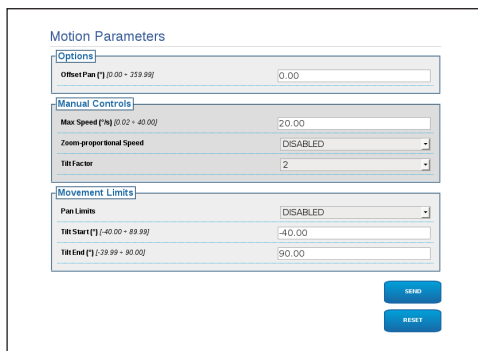 Motion Parameters
Options
Offset Pan (°) [0.00 ÷ 359.99] 0.00
Manual Controls
Max Speed (°/s) [0.02 ÷ 40.00] 20.00
Zoom-proportional Speed DISABLED
Tilt Factor 2
Movement Limits
Pan Limits DISABLED
Tilt Start (°) [-40.00 ÷ 89.99] -40.00
Tilt End (°) [-39.99 ÷ 90.00] 90.00
SEND
RESET